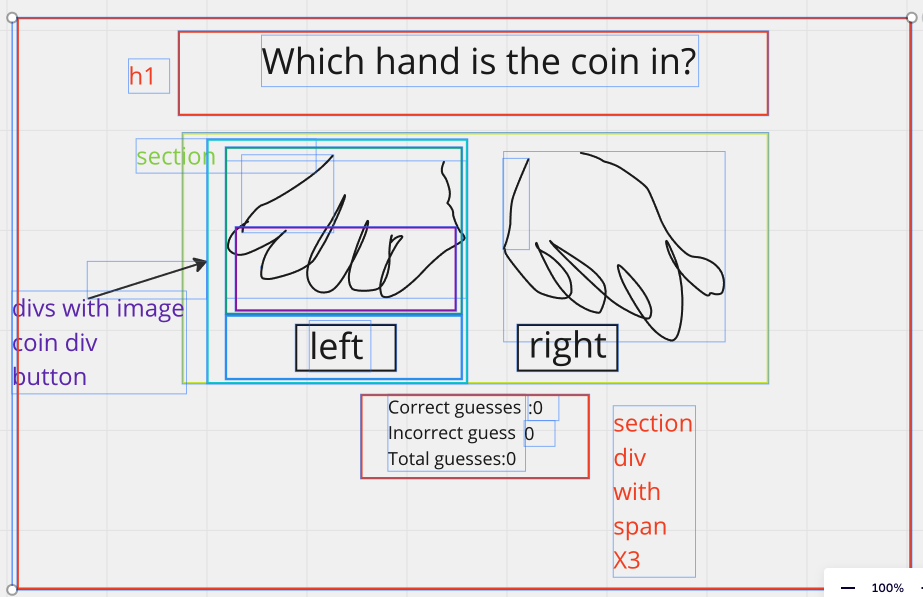 Which hand is the coin in?
h1
section
divs with image
coin div
button
left
right
Correct guesses :0
Incorrect guess 0
Total guesses:0
section
div
with
span
X3
100%